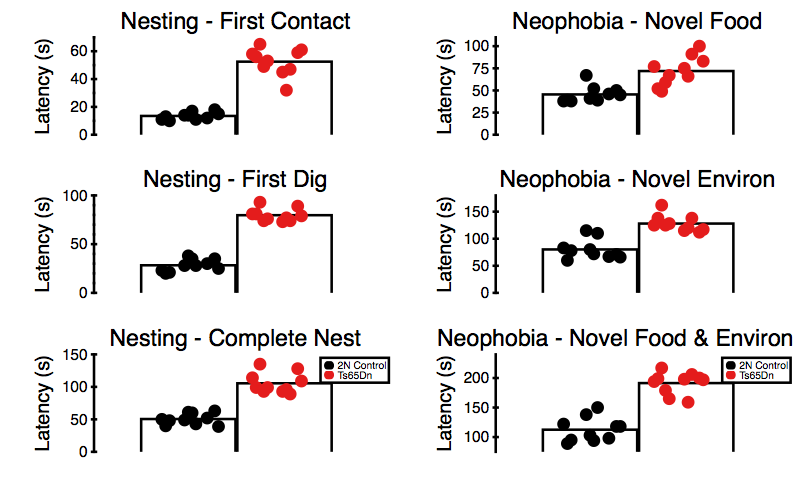 Nesting - First Contact
Latency (s)
60
40
20
0
Neophobia - Novel Food
Latency (s)
100
75
50
25
0
Nesting - First Dig
Latency (s)
100
50
0
Neophobia - Novel Environ
Latency (s)
150
100
50
0
Nesting - Complete Nest
Latency (s)
150
100
50
0
2N Control
Ts65Dn
Neophobia - Novel Food & Environ
Latency (s)
200
150
100
2N Control
Ts65Dn